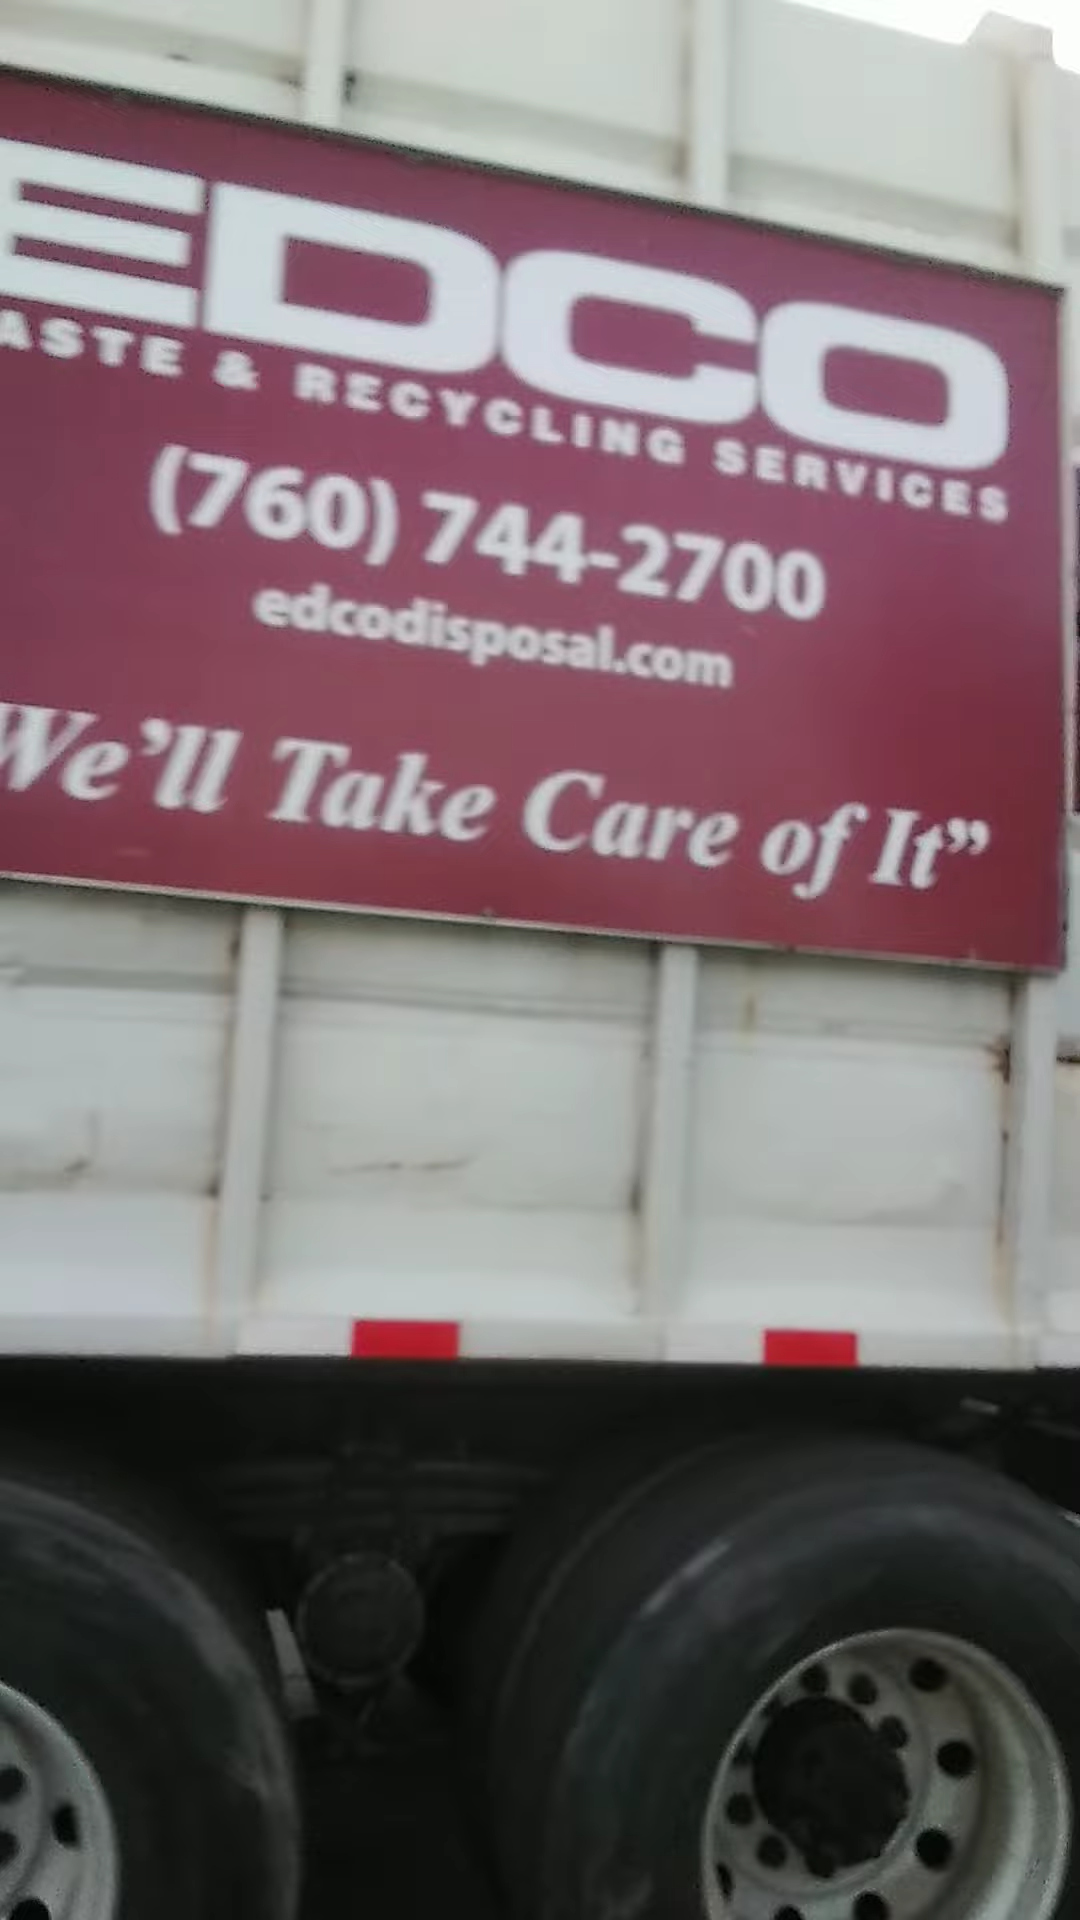 EDCO
ASTE & RECYCLING SERVICES
(760) 744-2700
edcodisposal.com
We'll Take Care of It”